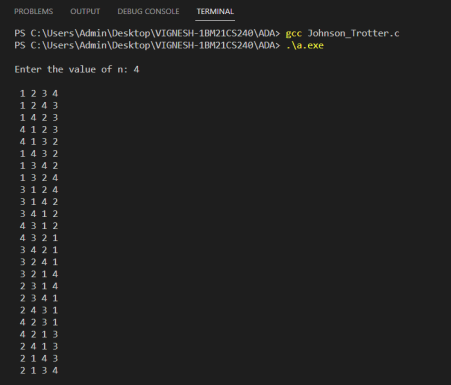 PROBLEMS OUTPUT DEBUG CONSOLE TERMINAL
PS C:\Users\Admin\Desktop\VIGNESH-1BM21CS240\ADA> gcc Johnson_Trotter.c
PS C:\Users\Admin\Desktop\VIGNESH-1BM21CS240\ADA> .\a.exe
Enter the value of n: 4
1 2 3 4
1 2 4 3
1 4 2 3
4 1 2 3
4 1 3 2
1 4 3 2
1 3 4 2
1 3 2 4
3 1 2 4
3 1 4 2
3 4 1 2
4 3 1 2
4 3 2 1
3 4 2 1
3 2 4 1
3 2 1 4
2 3 1 4
2 3 4 1
2 4 3 1
4 2 3 1
4 2 1 3
2 4 1 3
2 1 4 3
2 1 3 4